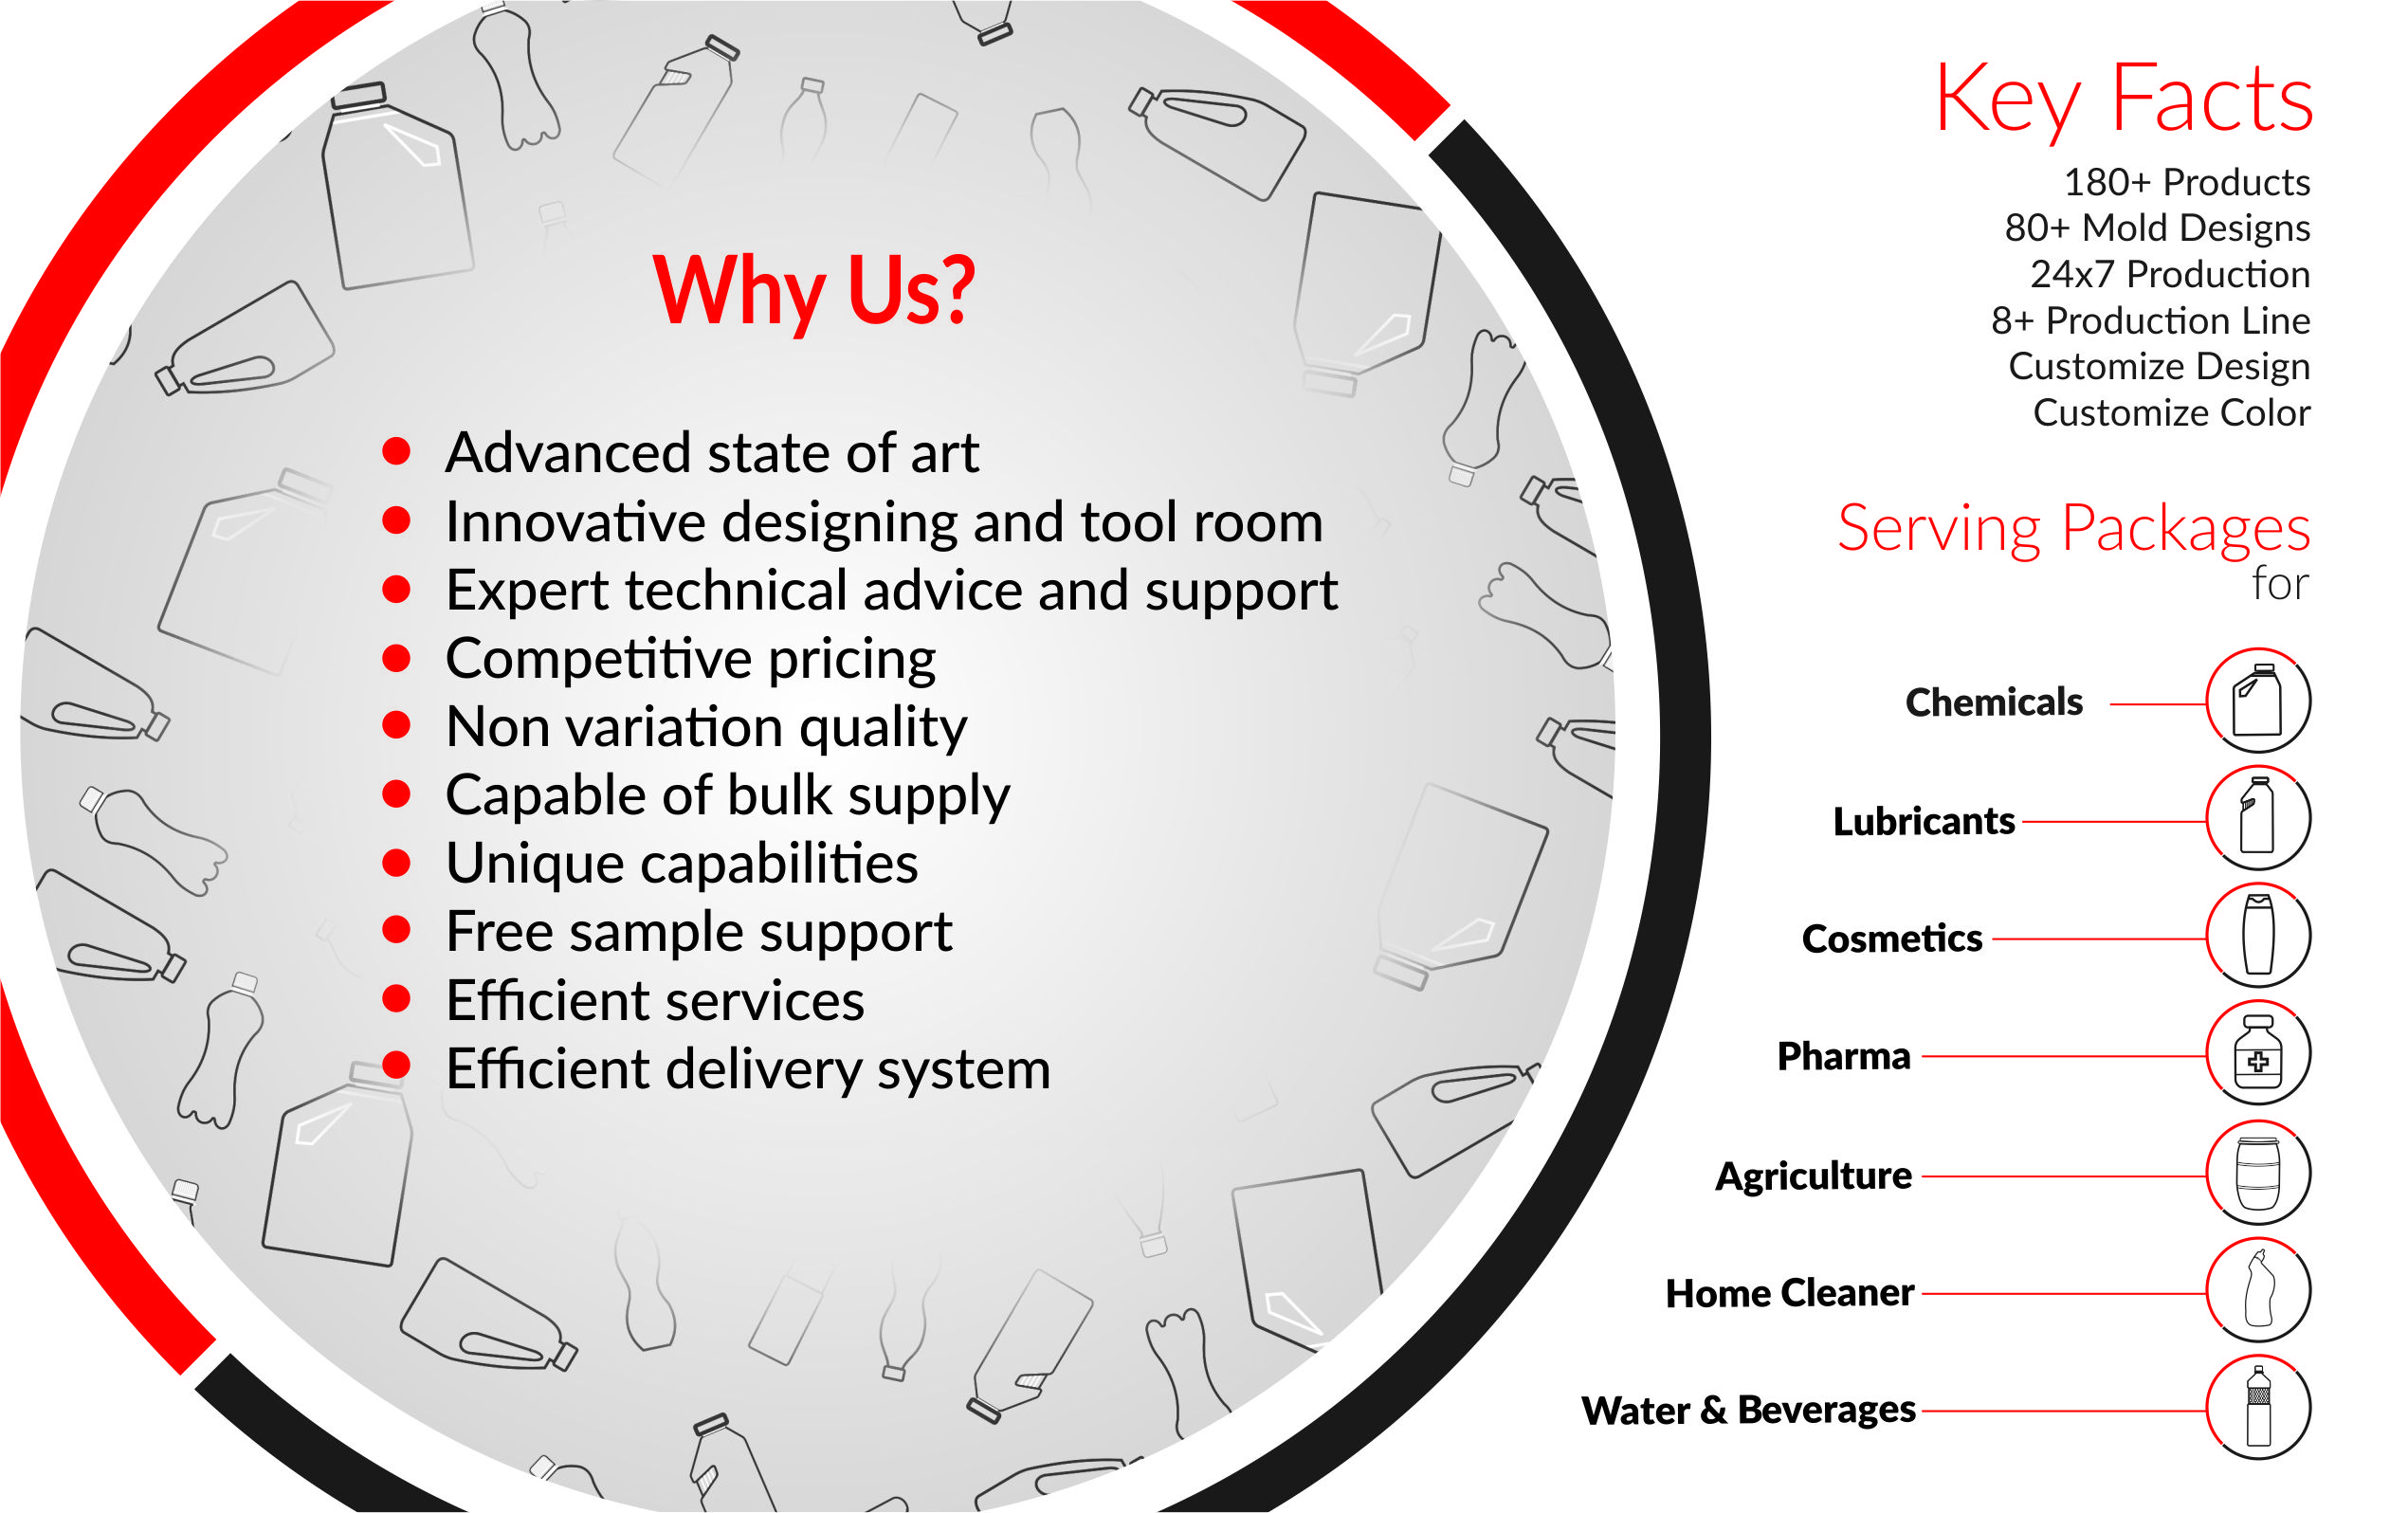 Why Us?
Advanced state of art
Innovative designing and tool room
Expert technical advice and support
Competitive pricing
Non variation quality
Capable of bulk supply
Unique capabilities
Free sample support
Efficient services
Efficient delivery system
Key Facts
180+ Products
80+ Mold Designs
24x7 Production
8+ Production Line
Customize Design
Customize Color
Serving Packages
for
Chemicals
Lubricants
Cosmetics
Pharma
Agriculture
Home Cleaner
Water & Beverages